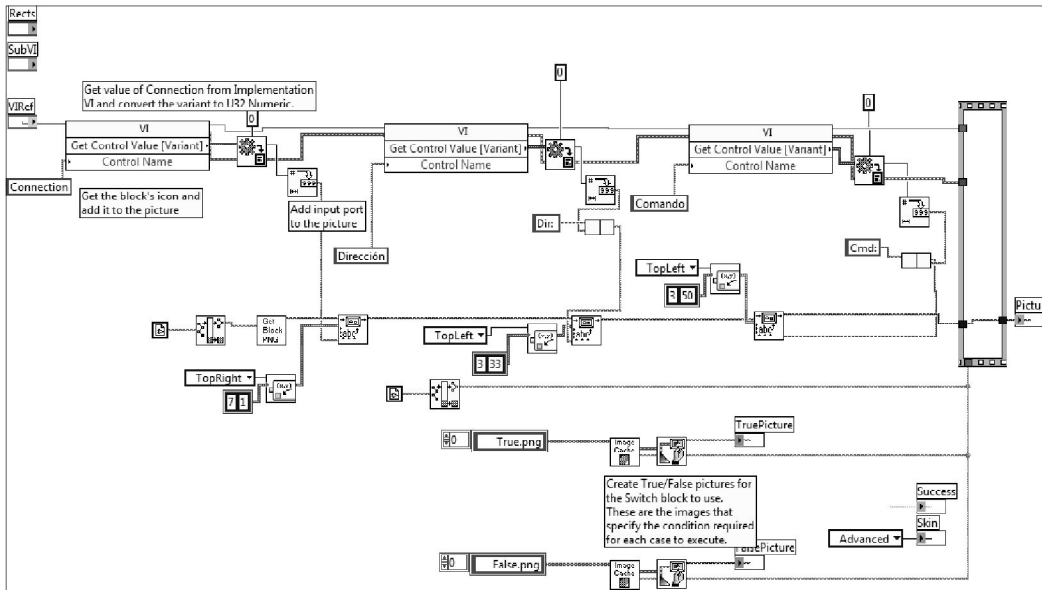 Rects
SubVI
Get value of Connection from Implementation
VI and convert the variant to U32 Numeric.
0
0
0
VIRef
VI
Get Control Value [Variant]
Control Name
VI
Get Control Value [Variant]
Control Name
VI
Get Control Value [Variant]
Control Name
Connection
Get the block's icon and
add it to the picture
Add input port
to the picture
Dirección
Dir:
Comando
Cmd:
TopLeft
3 50
Get
Block
PNG
TopLeft
3 33
TopRight
7 1
Pictu
0
True.png
Image
Cache
TruePicture
Create True/False pictures for
the Switch block to use.
These are the images that
specify the condition required
for each case to execute.
Success
Skin
Advanced
FalsePicture
0
False.png
Image
Cache